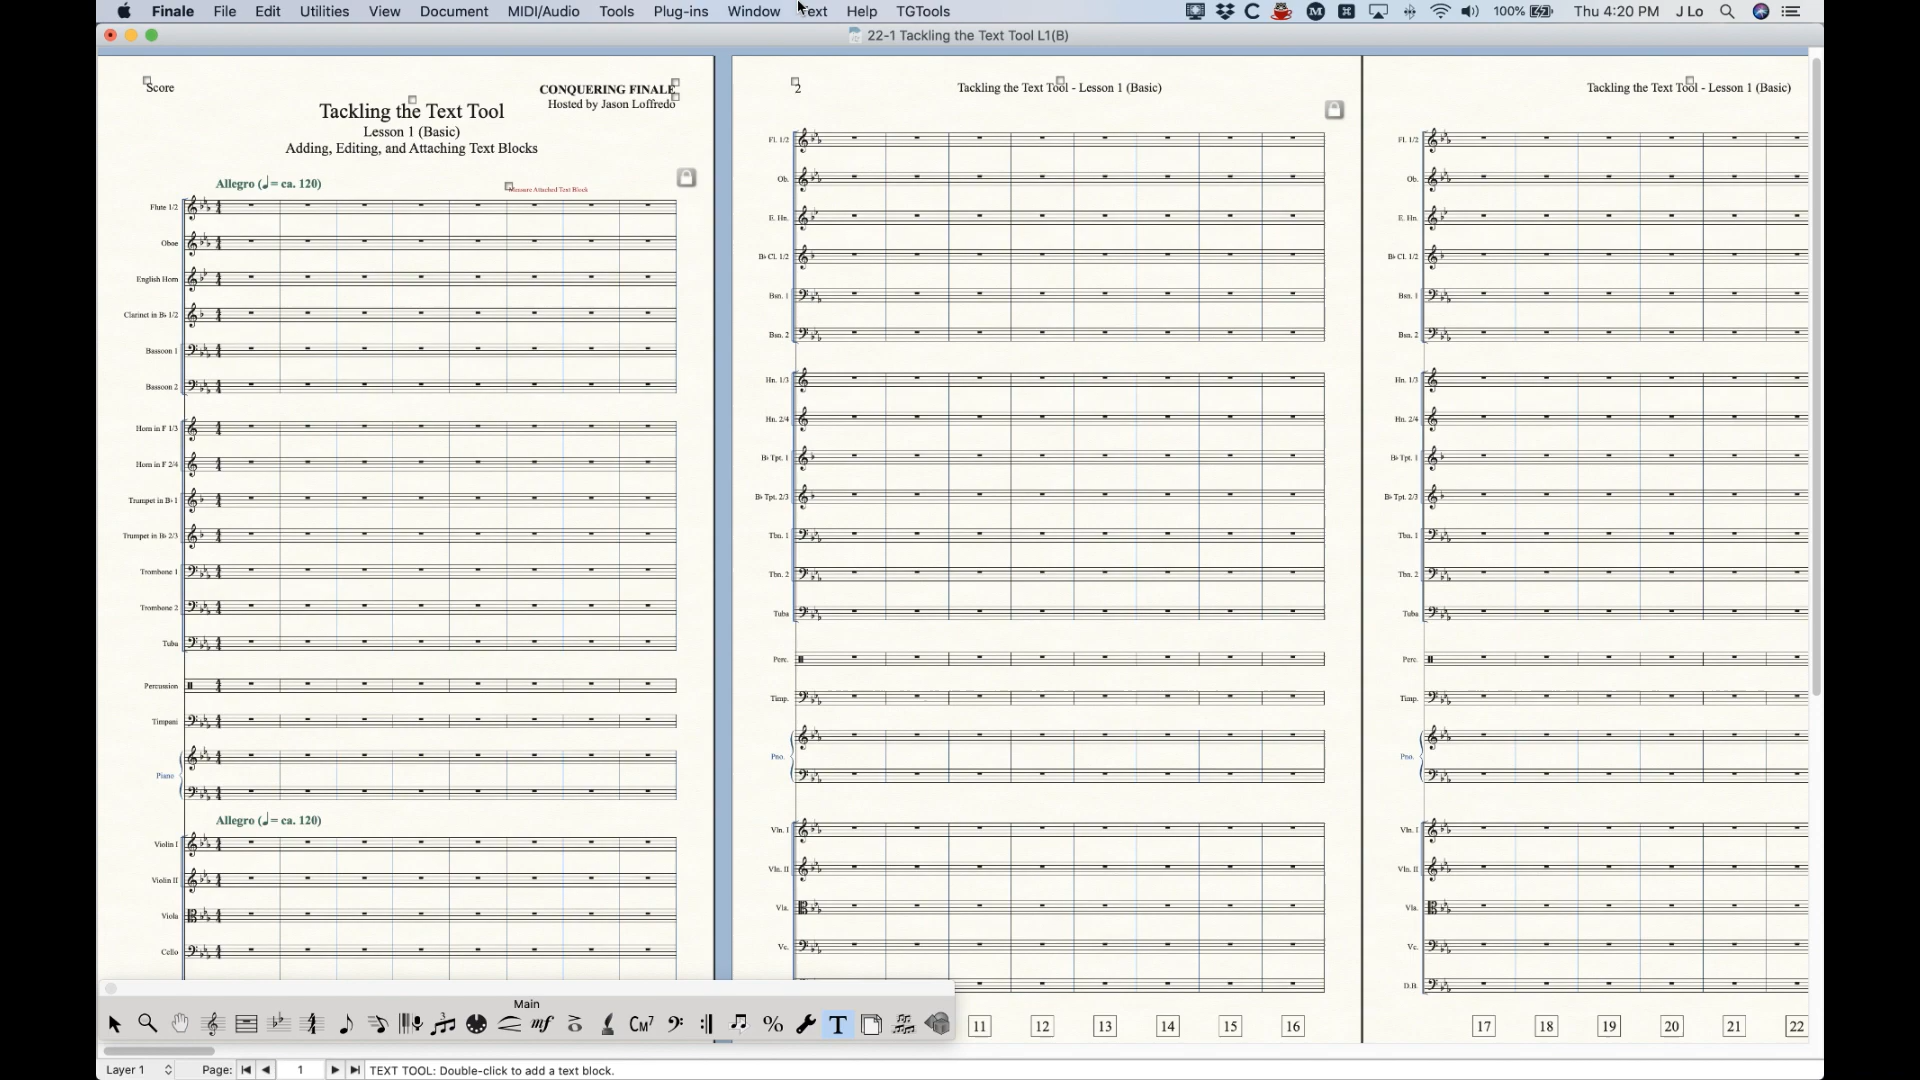 Finale File Edit Utilities View Document MIDI/Audio Tools Plug-ins Window Text Help TGTools 100% Thu 4:20 PM J Lo
22-1 Tackling the Text Tool L1(B)
Score
CONQUERING FINALE
Hosted by Jason Loffredo
Tackling the Text Tool
Lesson 1 (Basic)
Adding, Editing, and Attaching Text Blocks
Allegro (♩= ca. 120)
Measure Attached Text Block
Flute 1/2
Oboe
English Horn
Clarinet in B♭ 1/2
Bassoon 1
Bassoon 2
Horn in F 1/3
Horn in F 2/4
Trumpet in B♭ 1
Trumpet in B♭ 2/3
Trombone 1
Trombone 2
Tuba
Percussion
Timpani
Piano
Allegro (♩= ca. 120)
Violin I
Violin II
Viola
Cello
2
Tackling the Text Tool - Lesson 1 (Basic)
Fl. 1/2
Ob.
E. Hn.
B♭ Cl. 1/2
Bsn. 1
Bsn. 2
Hn. 1/3
Hn. 2/4
B♭ Tpt. 1
B♭ Tpt. 2/3
Tbn. 1
Tbn. 2
Tuba
Perc.
Timp.
Pno.
Vln. I
Vln. II
Vla.
Vc.
11 12 13 14 15 16
Tackling the Text Tool - Lesson 1 (Basic)
Fl. 1/2
Ob.
E. Hn.
B♭ Cl. 1/2
Bsn. 1
Bsn. 2
Hn. 1/3
Hn. 2/4
B♭ Tpt. 1
B♭ Tpt. 2/3
Tbn. 1
Tbn. 2
Tuba
Perc.
Timp.
Pno.
Vln. I
Vln. II
Vla.
Vc.
D.B.
17 18 19 20 21 22
Main
CM7
mf
%
T
Layer 1 Page: 1 TEXT TOOL: Double-click to add a text block.